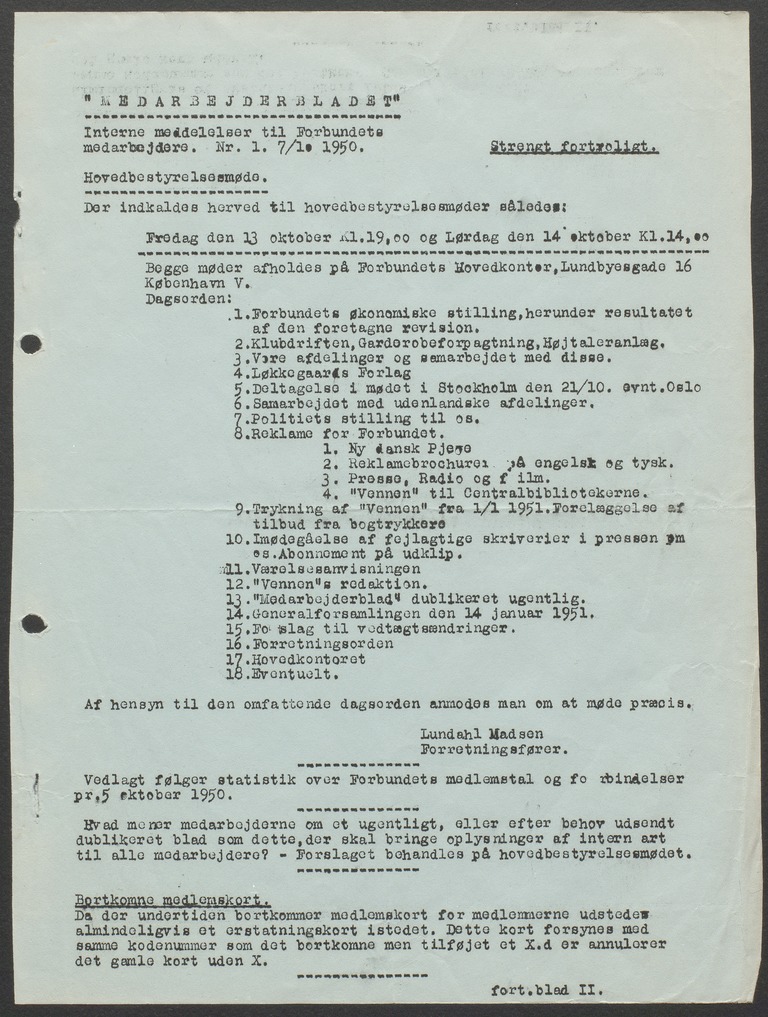 "MEDARBEJDERBLADET"
Interne meddelelser til Forbundets
medarbejdere. Nr. 1. 7/1. 1950.
Strengt fortroligt.
Hovedbestyrelsesmøde.
Der indkaldes herved til hovedbestyrelsesmøder således:
Fredag den 13 oktober Kl.19,oo og Lørdag den 14 oktober Kl.14,oo
Begge møder afholdes på Forbundets Hovedkontor,Lundbyesgade 16
København V.
Dagsorden:
1.Forbundets økonomiske stilling,herunder resultatet
af den foretagne revision.
2.Klubdriften,Garderobeforpagtning,Højtaleranlæg.
3.Vore afdelinger og samarbejdet med disse.
4.Løkkegaards Forlag
5.Deltagelse i mødet i Stockholm den 21/10. evnt.Oslo
6.Samarbejdet med udenlandske afdelinger.
7.Politiets stilling til os.
8.Reklame for Forbundet.
1. Ny dansk Pjece
2. Reklamebrochurer på engelsk og tysk.
3. Presse, Radio og f ilm.
4. "Vennen" til Centralbibliotekerne.
9.Trykning af "Vennen" fra 1/1 1951.Forelæggelse af
tilbud fra bogtrykkere
10.Imødegåelse af fejlagtige skriverier i pressen om
os.Abonnement på udklip.
11.Værelsesanvisningen
12."Vennen"s redaktion.
13."Medarbejderblad" dublikeret ugentlig.
14.Generalforsamlingen den 14 januar 1951.
15.Forslag til vedtægtsændringer.
16.Forretningsorden
17.Hovedkontoret
18.Eventuelt.
Af hensyn til den omfattende dagsorden anmodes man om at møde præcis.
Lundahl Madsen
Forretningsfører.
Vedlagt følger statistik over Forbundets medlemstal og fo rbindelser
pr.5 oktober 1950.
Hvad mener medarbejderne om et ugentligt, eller efter behov udsendt
dublikeret blad som dette,der skal bringe oplysninger af intern art
til alle medarbejdere? - Forslaget behandles på hovedbestyrelsesmødet.
Bortkomne medlemskort.
Da der undertiden bortkommer medlemskort for medlemmerne udstedes
almindeligvis et erstatningskort istedet. Dette kort forsynes med
samme kodenummer som det bortkomne men tilføjet et X.d er annulerer
det gamle kort uden X.
fort.blad II.